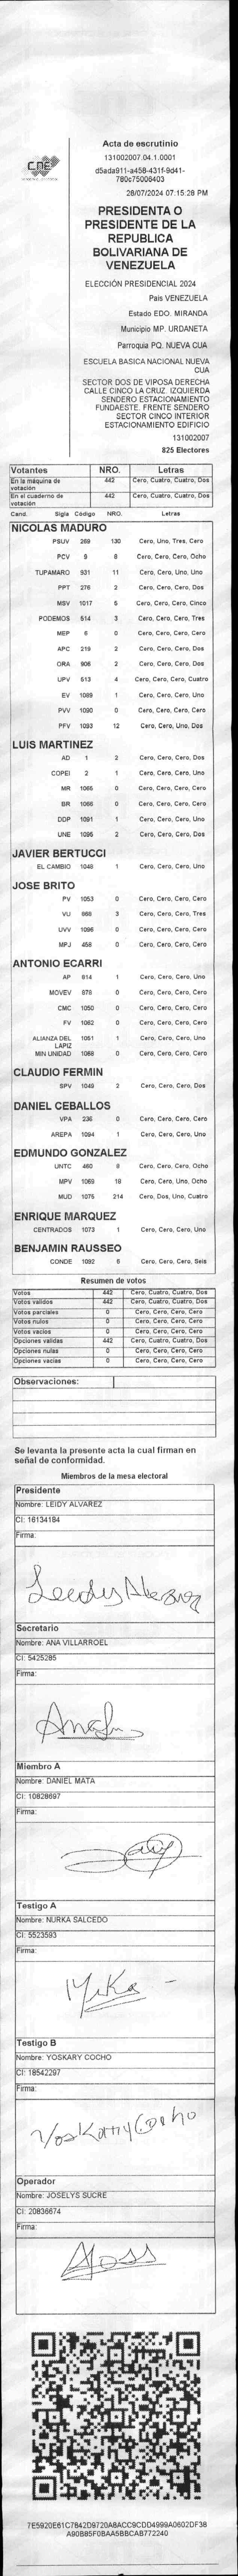 CNE
Acta de escrutinio
131002007.04.1.0001
d5ada911-a458-431f-9d41-
780c75006403
28/07/2024 07:15:28 PM
PRESIDENTA O
PRESIDENTE DE LA
REPUBLICA
BOLIVARIANA DE
VENEZUELA
ELECCIÓN PRESIDENCIAL 2024
Pais VENEZUELA
Estado EDO. MIRANDA
Municipio MP. URDANETA
Parroquia PQ. NUEVA CUA
ESCUELA BASICA NACIONAL NUEVA
CUA
SECTOR DOS DE VIPOSA DERECHA
CALLE CINCO LA CRUZ. IZQUIERDA
SENDERO ESTACIONAMIENTO
FUNDAESTE. FRENTE SENDERO
SECTOR CINCO INTERIOR
ESTACIONAMIENTO EDIFICIO
131002007
825 Electores
Votantes NRO. Letras
En la máquina de votación 442 Cero, Cuatro, Cuatro, Dos
En el cuaderno de votación 442 Cero, Cuatro, Cuatro, Dos
Cand. Sigla Código NRO. Letras
NICOLAS MADURO
PSUV 269 130 Cero, Uno, Tres, Cero
PCV 9 8 Cero, Cero, Cero, Ocho
TUPAMARO 931 11 Cero, Cero, Uno, Uno
PPT 276 2 Cero, Cero, Cero, Dos
MSV 1017 5 Cero, Cero, Cero, Cinco
PODEMOS 514 3 Cero, Cero, Cero, Tres
MEP 6 0 Cero, Cero, Cero, Cero
APC 219 2 Cero, Cero, Cero, Dos
ORA 906 2 Cero, Cero, Cero, Dos
UPV 513 4 Cero, Cero, Cero, Cuatro
EV 1089 1 Cero, Cero, Cero, Uno
PVV 1090 0 Cero, Cero, Cero, Cero
PFV 1093 12 Cero, Cero, Uno, Dos
LUIS MARTINEZ
AD 1 2 Cero, Cero, Cero, Dos
COPEI 2 1 Cero, Cero, Cero, Uno
MR 1065 0 Cero, Cero, Cero, Cero
BR 1066 0 Cero, Cero, Cero, Cero
DDP 1091 1 Cero, Cero, Cero, Uno
UNE 1095 2 Cero, Cero, Cero, Dos
JAVIER BERTUCCI
EL CAMBIO 1048 1 Cero, Cero, Cero, Uno
JOSE BRITO
PV 1053 0 Cero, Cero, Cero, Cero
VU 868 3 Cero, Cero, Cero, Tres
UVV 1096 0 Cero, Cero, Cero, Cero
MPJ 458 0 Cero, Cero, Cero, Cero
ANTONIO ECARRI
AP 814 1 Cero, Cero, Cero, Uno
MOVEV 879 0 Cero, Cero, Cero, Cero
CMC 1050 0 Cero, Cero, Cero, Cero
FV 1062 0 Cero, Cero, Cero, Cero
ALIANZA DEL LAPIZ 1051 1 Cero, Cero, Cero, Uno
MIN UNIDAD 1088 0 Cero, Cero, Cero, Cero
CLAUDIO FERMIN
SPV 1049 2 Cero, Cero, Cero, Dos
DANIEL CEBALLOS
VPA 236 0 Cero, Cero, Cero, Cero
AREPA 1094 1 Cero, Cero, Cero, Uno
EDMUNDO GONZALEZ
UNTC 460 8 Cero, Cero, Cero, Ocho
MPV 1069 18 Cero, Cero, Uno, Ocho
MUD 1075 214 Cero, Dos, Uno, Cuatro
ENRIQUE MARQUEZ
CENTRADOS 1073 1 Cero, Cero, Cero, Uno
BENJAMIN RAUSSEO
CONDE 1092 6 Cero, Cero, Cero, Seis
Resumen de votos
Votos 442 Cero, Cuatro, Cuatro, Dos
Votos validos 442 Cero, Cuatro, Cuatro, Dos
Votos parciales 0 Cero, Cero, Cero, Cero
Votos nulos 0 Cero, Cero, Cero, Cero
Votos vacios 0 Cero, Cero, Cero, Cero
Opciones validas 442 Cero, Cuatro, Cuatro, Dos
Opciones nulas 0 Cero, Cero, Cero, Cero
Opciones vacias 0 Cero, Cero, Cero, Cero
Observaciones:
Se levanta la presente acta la cual firman en
señal de conformidad.
Miembros de la mesa electoral
Presidente
Nombre: LEIDY ALVAREZ
CI: 16134184
Firma:
Leidy Alvarez
Secretario
Nombre: ANA VILLARROEL
CI: 5425285
Firma:
Miembro A
Nombre: DANIEL MATA
CI: 10828697
Firma:
Testigo A
Nombre: NURKA SALCEDO
CI: 5523593
Firma:
Testigo B
Nombre: YOSKARY COCHO
CI: 18542297
Firma:
Yoskary Cocho
Operador
Nombre: JOSELYS SUCRE
CI: 20836674
Firma:
7E5920E61C7B42D9720A8ACC9CDD4999A0602DF38
A90B85F0BAA5BBCAB772240